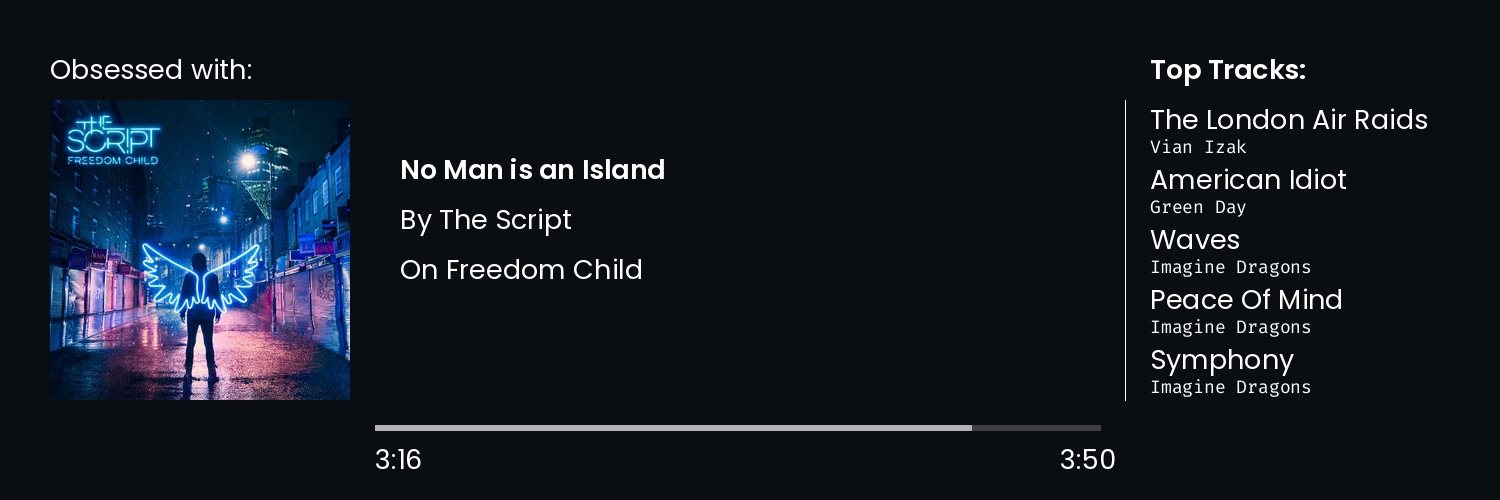 Obsessed with:
THE
SCRIPT
FREEDOM CHILD
No Man is an Island
By The Script
On Freedom Child
3:16
3:50
Top Tracks:
The London Air Raids
Vian Izak
American Idiot
Green Day
Waves
Imagine Dragons
Peace Of Mind
Imagine Dragons
Symphony
Imagine Dragons